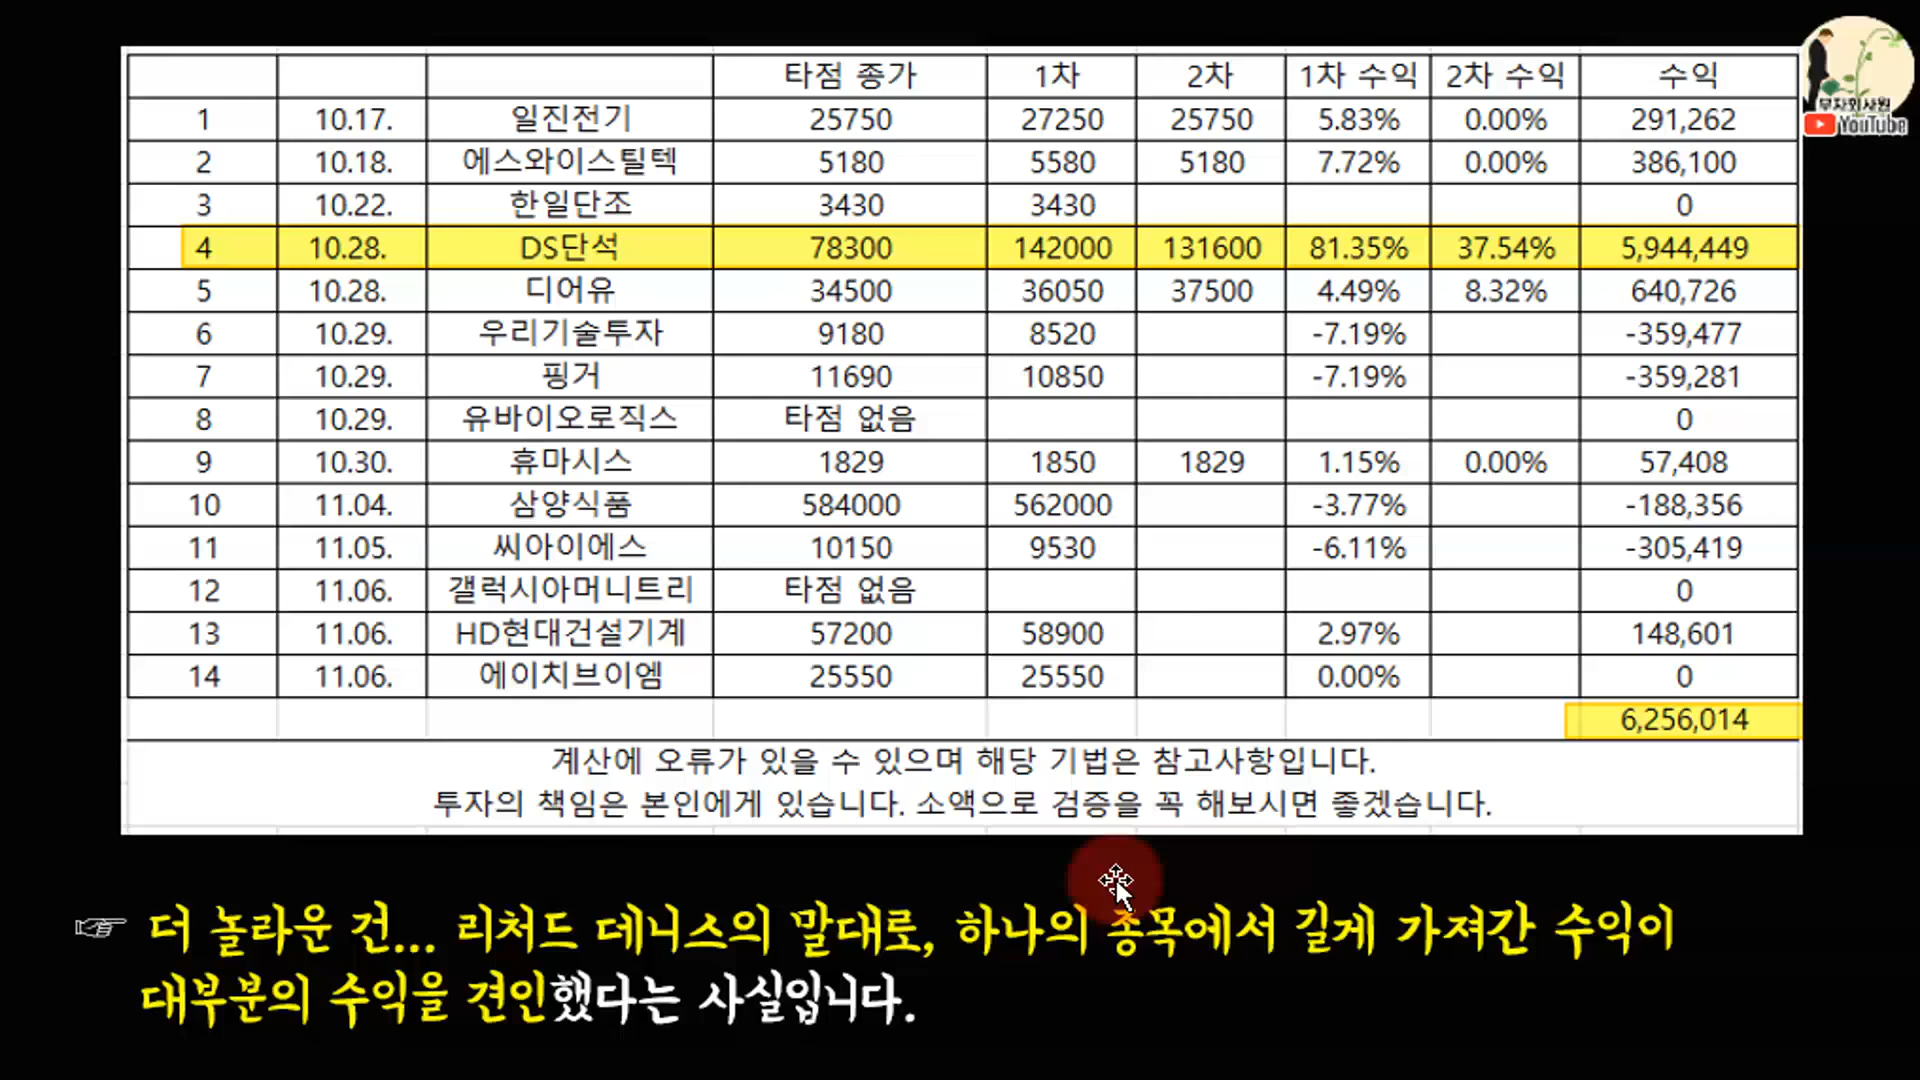 타점 종가 1차 2차 1차 수익 2차 수익 수익
1 10.17. 일진전기 25750 27250 25750 5.83% 0.00% 291,262
2 10.18. 에스와이스틸텍 5180 5580 5180 7.72% 0.00% 386,100
3 10.22. 한일단조 3430 3430 0
4 10.28. DS단석 78300 142000 131600 81.35% 37.54% 5,944,449
5 10.28. 디어유 34500 36050 37500 4.49% 8.32% 640,726
6 10.29. 우리기술투자 9180 8520 -7.19% -359,477
7 10.29. 핑거 11690 10850 -7.19% -359,281
8 10.29. 유바이오로직스 타점 없음 0
9 10.30. 휴마시스 1829 1850 1829 1.15% 0.00% 57,408
10 11.04. 삼양식품 584000 562000 -3.77% -188,356
11 11.05. 씨아이에스 10150 9530 -6.11% -305,419
12 11.06. 갤럭시아머니트리 타점 없음 0
13 11.06. HD현대건설기계 57200 58900 2.97% 148,601
14 11.06. 에이치브이엠 25550 25550 0.00% 0
6,256,014
계산에 오류가 있을 수 있으며 해당 기법은 참고사항입니다.
투자의 책임은 본인에게 있습니다. 소액으로 검증을 꼭 해보시면 좋겠습니다.
☞ 더 놀라운 건... 리처드 데니스의 말대로, 하나의 종목에서 길게 가져간 수익이
대부분의 수익을 견인했다는 사실입니다.
부자회사원
YouTube